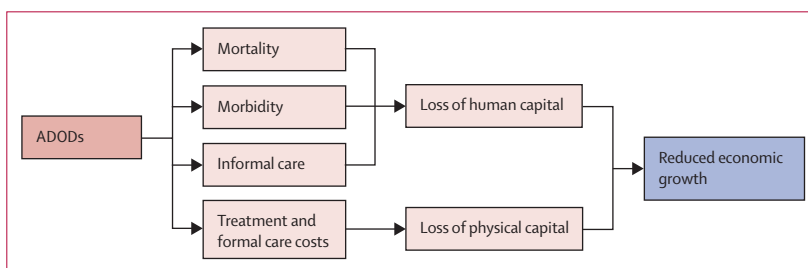 ADODs
Mortality
Morbidity
Informal care
Treatment and
formal care costs
Loss of human capital
Loss of physical capital
Reduced economic
growth